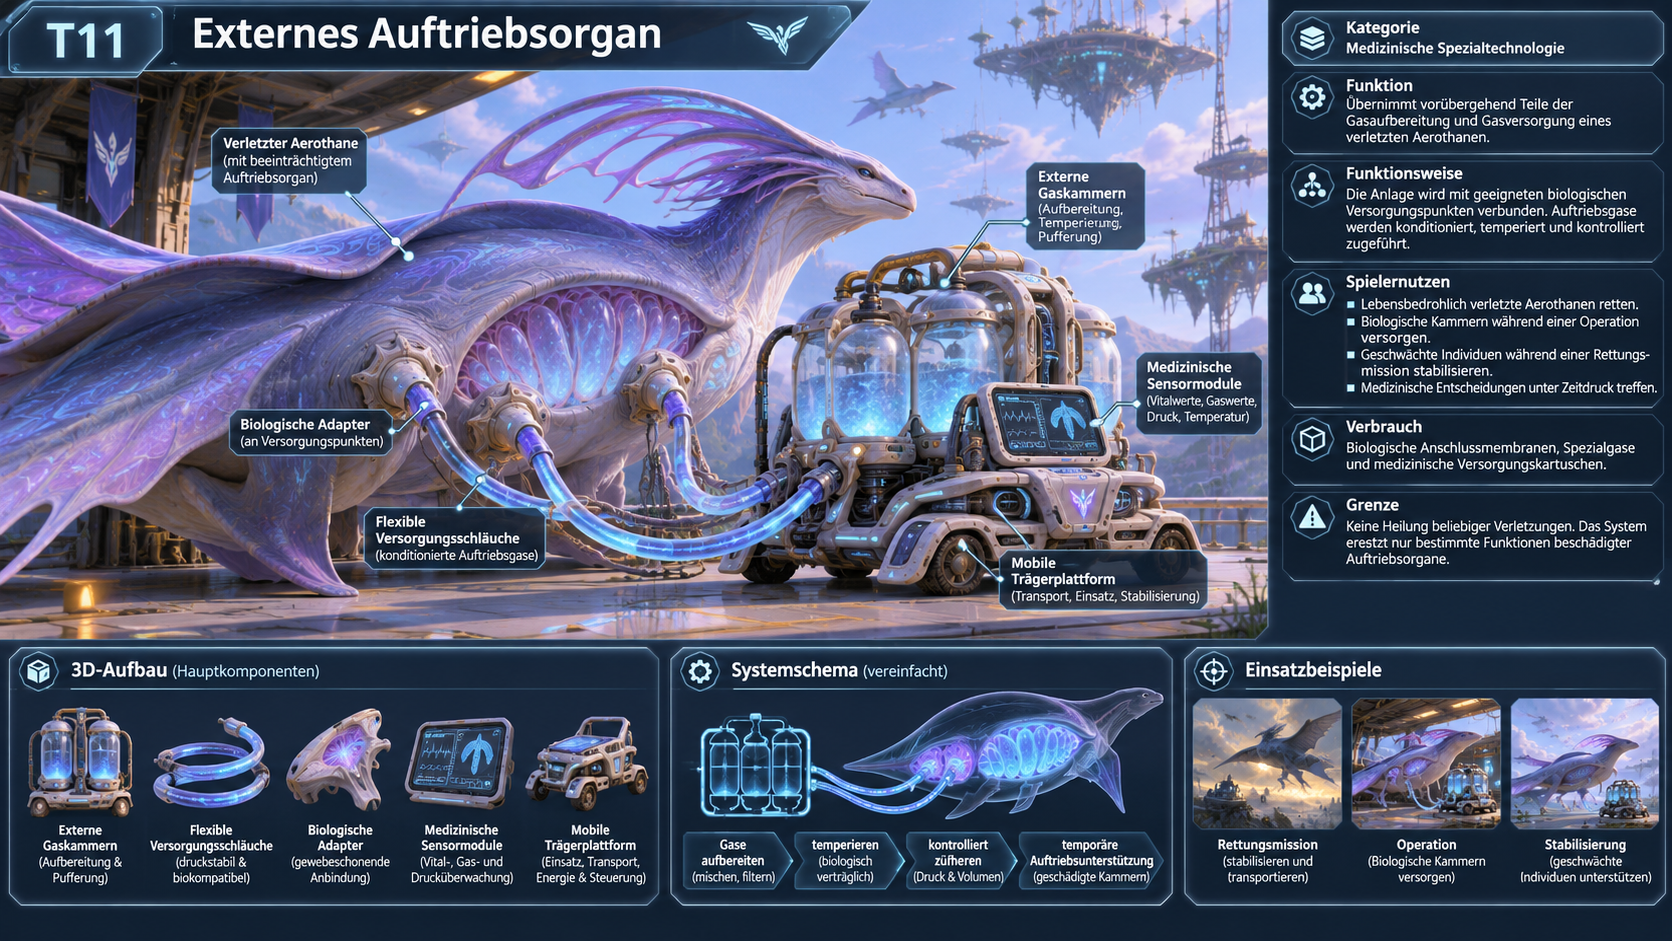 T11
Externes Auftriebsorgan
Verletzter Aerothane
(mit beeinträchtigtem
Auftriebsorgan)
Externe
Gaskammern
(Aufbereitung,
Temperierung,
Pufferung)
Medizinische
Sensormodule
(Vitalwerte, Gaswerte,
Druck, Temperatur)
Biologische Adapter
(an Versorgungspunkten)
Flexible
Versorgungsschläuche
(konditionierte Auftriebsgase)
Mobile
Trägerplattform
(Transport, Einsatz, Stabilisierung)
Kategorie
Medizinische Spezialtechnologie
Funktion
Übernimmt vorübergehend Teile der
Gasaufbereitung und Gasversorgung eines
verletzten Aerothanen.
Funktionsweise
Die Anlage wird mit geeigneten biologischen
Versorgungspunkten verbunden. Auftriebsgase
werden konditioniert, temperiert und kontrolliert
zugeführt.
Spielernutzen
Lebensbedrohlich verletzte Aerothanen retten.
Biologische Kammern während einer Operation
versorgen.
Geschwächte Individuen während einer Rettungs-
mission stabilisieren.
Medizinische Entscheidungen unter Zeitdruck treffen.
Verbrauch
Biologische Anschlussmembranen, Spezialgase
und medizinische Versorgungskartuschen.
Grenze
Keine Heilung beliebiger Verletzungen. Das System
erestzt nur bestimmte Funktionen beschädigter
Auftriebsorgane.
3D-Aufbau (Hauptkomponenten)
Externe
Gaskammern
(Aufbereitung &
Pufferung)
Flexible
Versorgungsschläuche
(druckstabil &
biokompatibel)
Biologische
Adapter
(gewebeschonende
Anbindung)
Medizinische
Sensormodule
(Vital-, Gas- und
Drucküberwachung)
Mobile
Trägerplattform
(Einsatz, Transport,
Energie & Steuerung)
Systemschema (vereinfacht)
Gase
aufbereiten
(mischen, filtern)
temperieren
(biologisch
verträglich)
kontrolliert
züfheren
(Druck & Volumen)
temporäre
Auftriebsunterstützung
(geschädigte Kammern)
Einsatzbeispiele
Rettungsmission
(stabilisieren und
(transportieren)
Operation
(Biologische Kammern
versorgen)
Stabilisierung
(geschwächte
(ndividuen unterstützen)